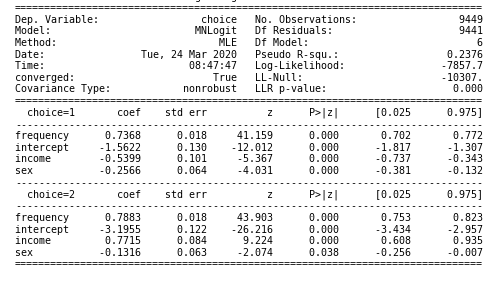 ==============================================================================
Dep. Variable:                 choice   No. Observations:                 9449
Model:                        MNLogit   Df Residuals:                     9441
Method:                           MLE   Df Model:                            6
Date:                Tue, 24 Mar 2020   Pseudo R-squ.:                  0.2376
Time:                        08:47:47   Log-Likelihood:                -7857.7
converged:                       True   LL-Null:                       -10307.
Covariance Type:            nonrobust   LLR p-value:                     0.000
==============================================================================
  choice=1       coef    std err          z      P>|z|      [0.025      0.975]
------------------------------------------------------------------------------
frequency      0.7368      0.018     41.159      0.000       0.702       0.772
intercept     -1.5622      0.130    -12.012      0.000      -1.817      -1.307
income        -0.5399      0.101     -5.367      0.000      -0.737      -0.343
sex           -0.2566      0.064     -4.031      0.000      -0.381      -0.132
------------------------------------------------------------------------------
  choice=2       coef    std err          z      P>|z|      [0.025      0.975]
------------------------------------------------------------------------------
frequency      0.7883      0.018     43.903      0.000       0.753       0.823
intercept     -3.1955      0.122    -26.216      0.000      -3.434      -2.957
income         0.7715      0.084      9.224      0.000       0.608       0.935
sex           -0.1316      0.063     -2.074      0.038      -0.256      -0.007
==============================================================================